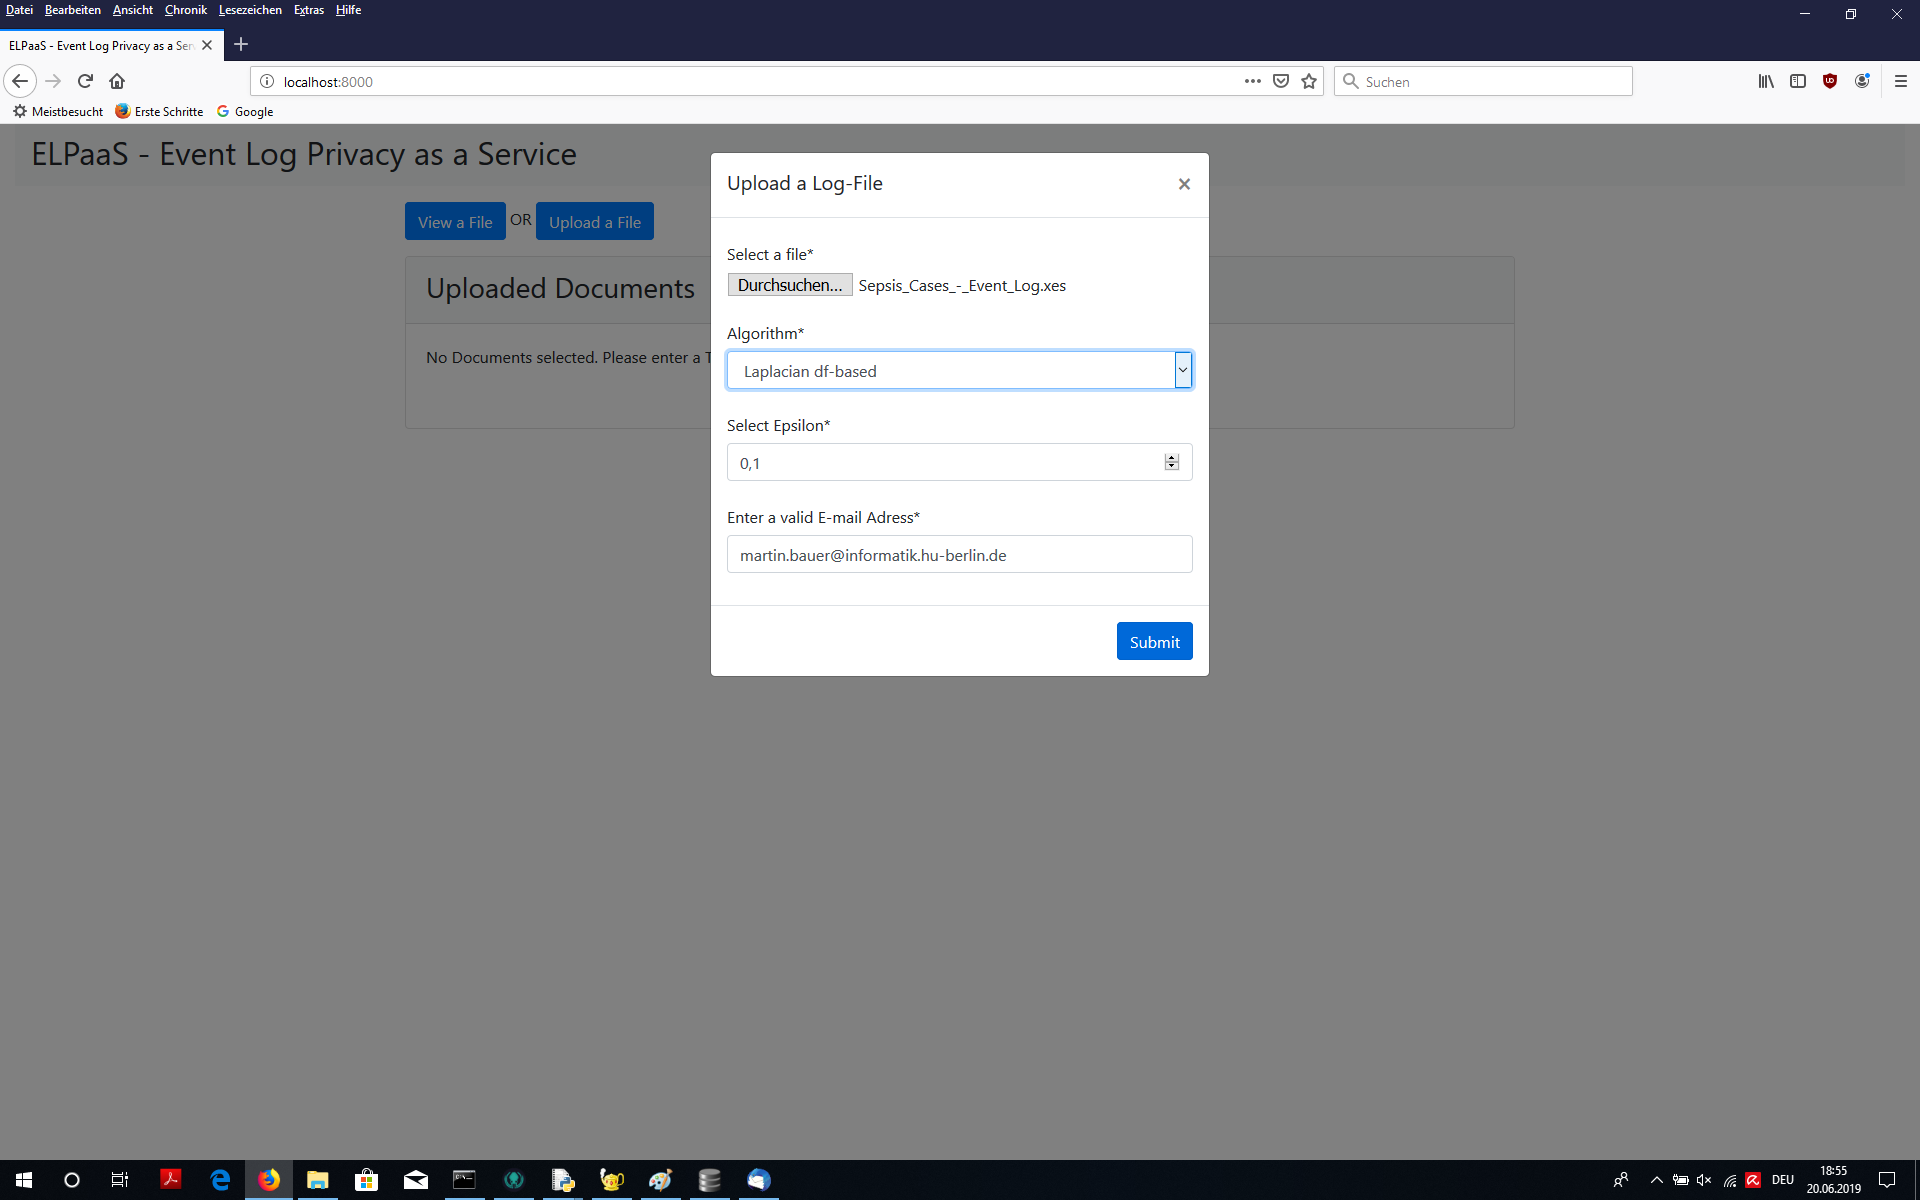 Datei Bearbeiten Ansicht Chronik Lesezeichen Extras Hilfe
ELPaaS - Event Log Privacy as a Ser
localhost:8000
Suchen
Meistbesucht Erste Schritte Google
ELPaaS - Event Log Privacy as a Service
View a File OR Upload a File
Uploaded Documents
No Documents selected. Please enter a T
Upload a Log-File
Select a file*
Durchsuchen... Sepsis_Cases_-_Event_Log.xes
Algorithm*
Laplacian df-based
Select Epsilon*
0,1
Enter a valid E-mail Adress*
martin.bauer@informatik.hu-berlin.de
Submit
DEU
18:55
20.06.2019